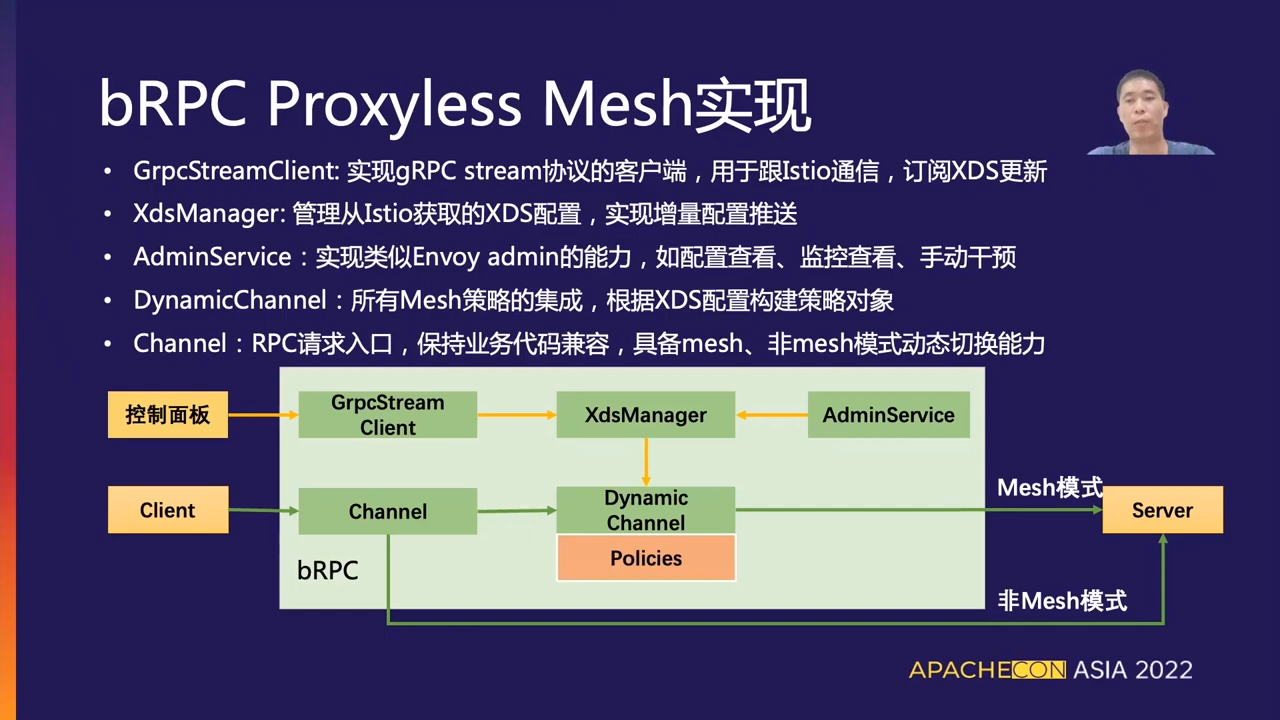 bRPC Proxyless Mesh实现
• GrpcStreamClient: 实现gRPC stream协议的客户端，用于跟Istio通信，订阅XDS更新
• XdsManager: 管理从Istio获取的XDS配置，实现增量配置推送
• AdminService：实现类似Envoy admin的能力，如配置查看、监控查看、手动干预
• DynamicChannel：所有Mesh策略的集成，根据XDS配置构建策略对象
• Channel：RPC请求入口，保持业务代码兼容，具备mesh、非mesh模式动态切换能力
控制面板
GrpcStream
Client
XdsManager
AdminService
Client
Channel
Dynamic
Channel
Policies
bRPC
Mesh模式
Server
非Mesh模式
APACHECON ASIA 2022